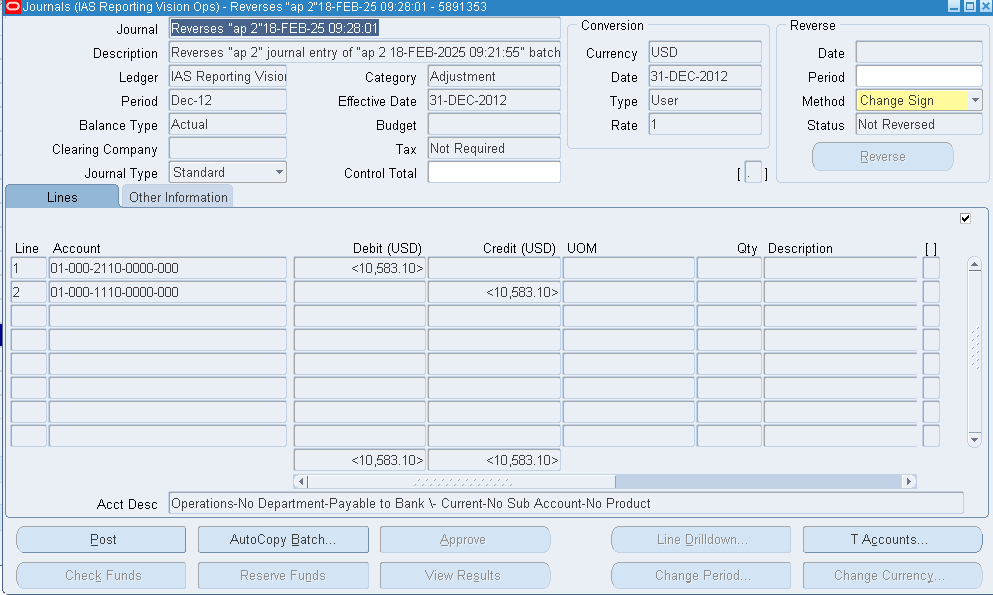 Journals (IAS Reporting Vision Ops) - Reverses "ap 2"18-FEB-25 09:28:01 - 5891353
Journal Reverses "ap 2"18-FEB-25 09:28:01
Description Reverses "ap 2" journal entry of "ap 2 18-FEB-2025 09:21:55" batch
Ledger IAS Reporting Visio Category Adjustment
Period Dec-12 Effective Date 31-DEC-2012
Balance Type Actual Budget
Clearing Company Tax Not Required
Journal Type Standard Control Total
Conversion
Currency USD
Date 31-DEC-2012
Type User
Rate 1
Reverse
Date
Period
Method Change Sign
Status Not Reversed
Reverse
[ . ]
Lines Other Information
Line Account Debit (USD) Credit (USD) UOM Qty Description [ ]
1 01-000-2110-0000-000 <10,583.10>
2 01-000-1110-0000-000 <10,583.10>
<10,583.10> <10,583.10>
Acct Desc Operations-No Department-Payable to Bank \- Current-No Sub Account-No Product
Post AutoCopy Batch... Approve Line Drilldown... T Accounts...
Check Funds Reserve Funds View Results Change Period... Change Currency...